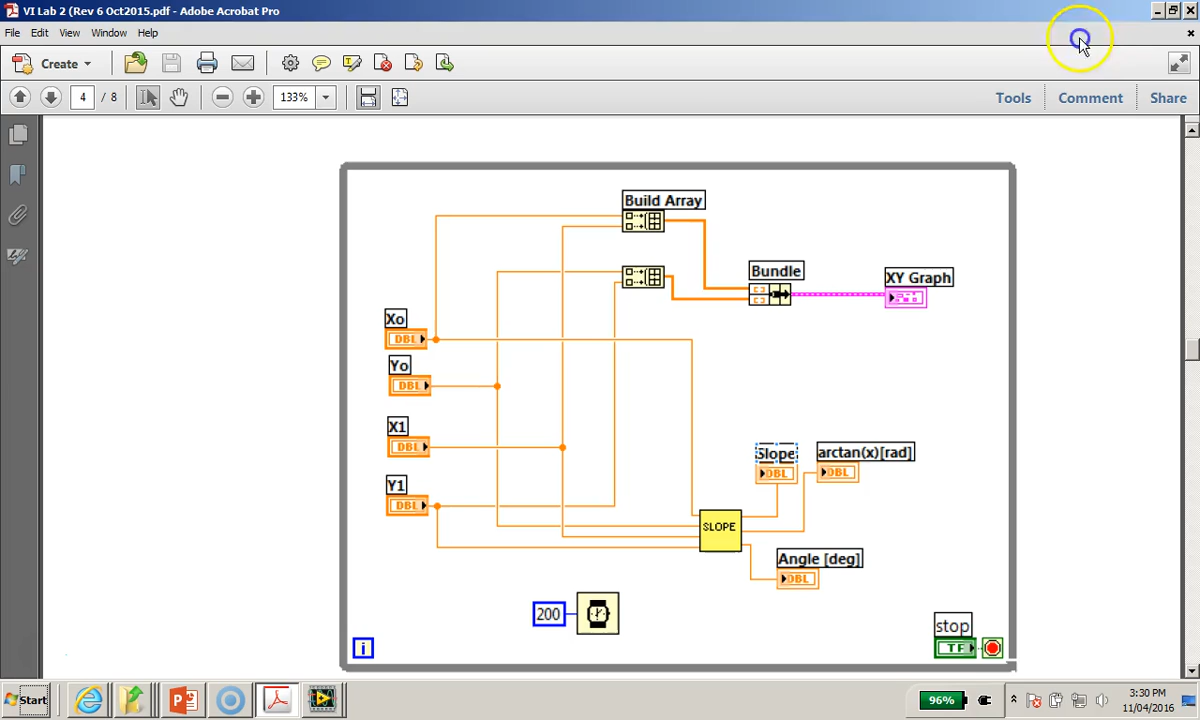 VI Lab 2 (Rev 6 Oct2015.pdf - Adobe Acrobat Pro
File Edit View Window Help
Create
4 / 8 133% Tools Comment Share
Build Array
Bundle
XY Graph
Xo
DBL
Yo
DBL
X1
DBL
Y1
DBL
Slope
DBL
arctan(x)[rad]
DBL
SLOPE
Angle [deg]
DBL
200
i
stop
TF
Start
96%
3:30 PM
11/04/2016